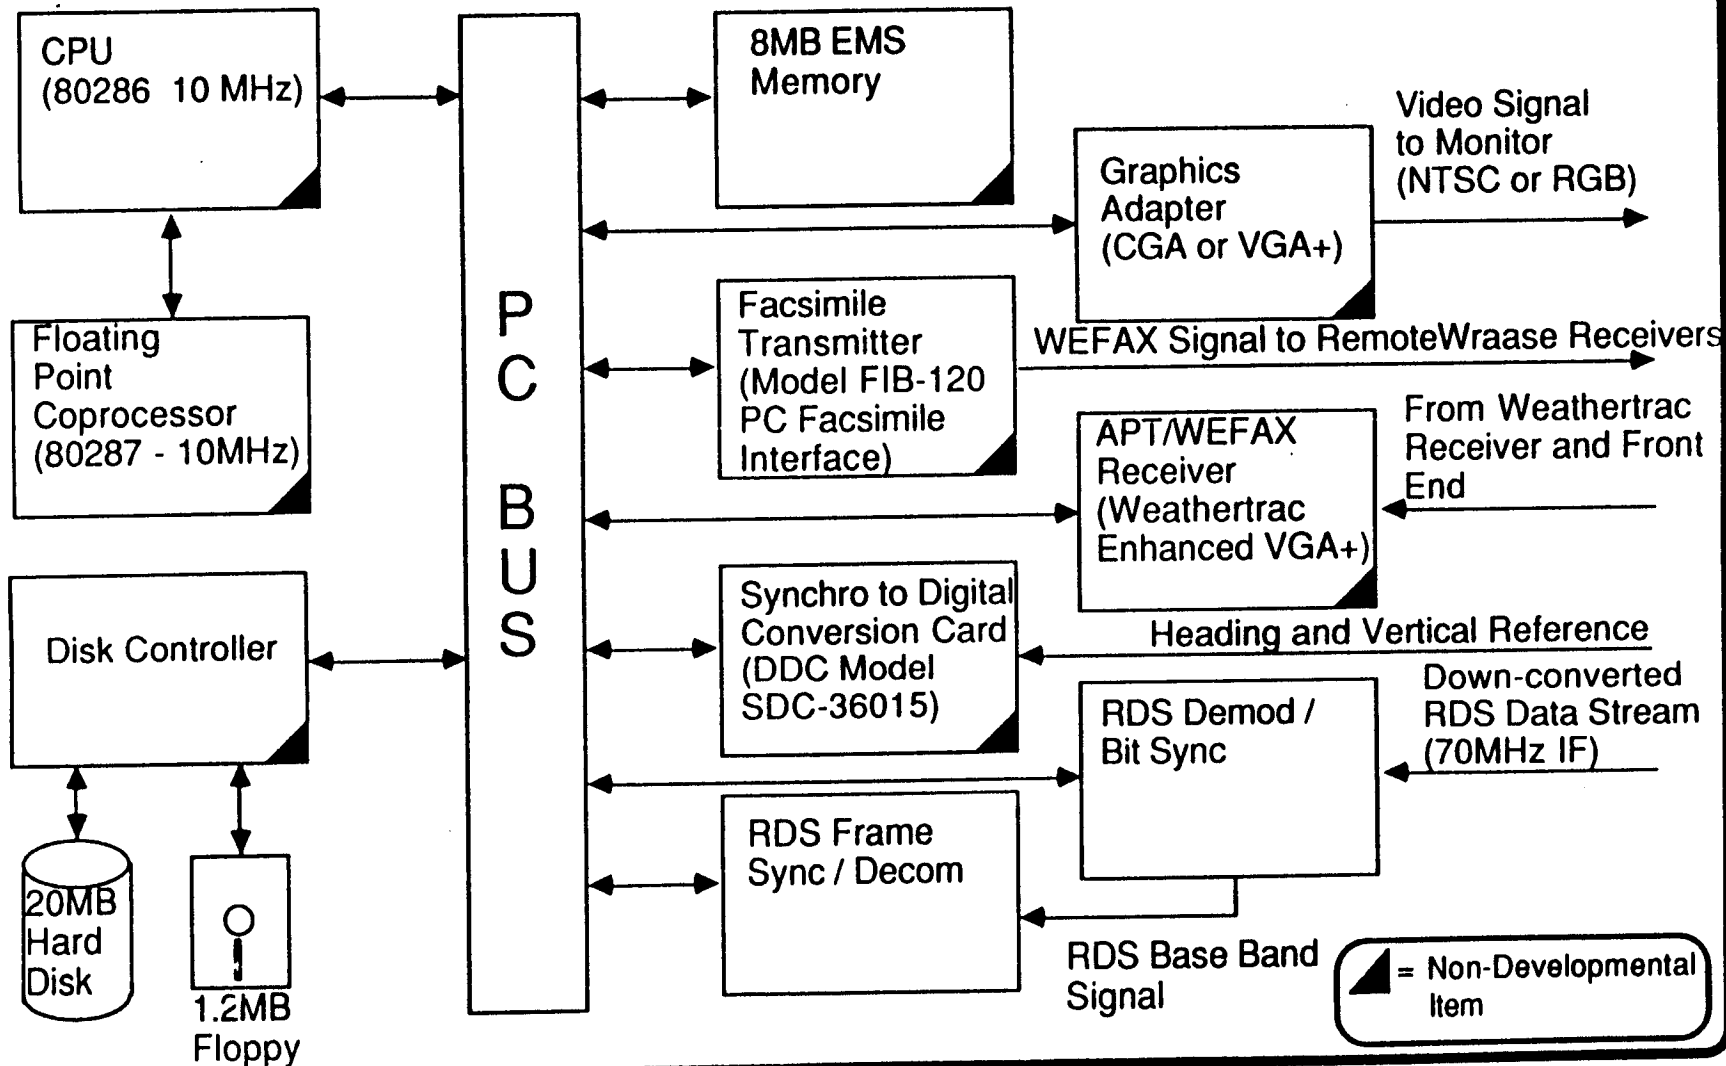 CPU
(80286 10 MHz)
Floating
Point
Coprocessor
(80287 - 10MHz)
Disk Controller
20MB
Hard
Disk
1.2MB
Floppy
PC BUS
8MB EMS
Memory
Graphics
Adapter
(CGA or VGA+)
Video Signal
to Monitor
(NTSC or RGB)
Facsimile
Transmitter
(Model FIB-120
PC Facsimile
Interface)
WEFAX Signal to RemoteWraase Receivers
APT/WEFAX
Receiver
(Weathertrac
Enhanced VGA+)
From Weathertrac
Receiver and Front
End
Synchro to Digital
Conversion Card
(DDC Model
SDC-36015)
Heading and Vertical Reference
RDS Demod /
Bit Sync
Down-converted
RDS Data Stream
(70MHz IF)
RDS Frame
Sync / Decom
RDS Base Band
Signal
= Non-Developmental
Item